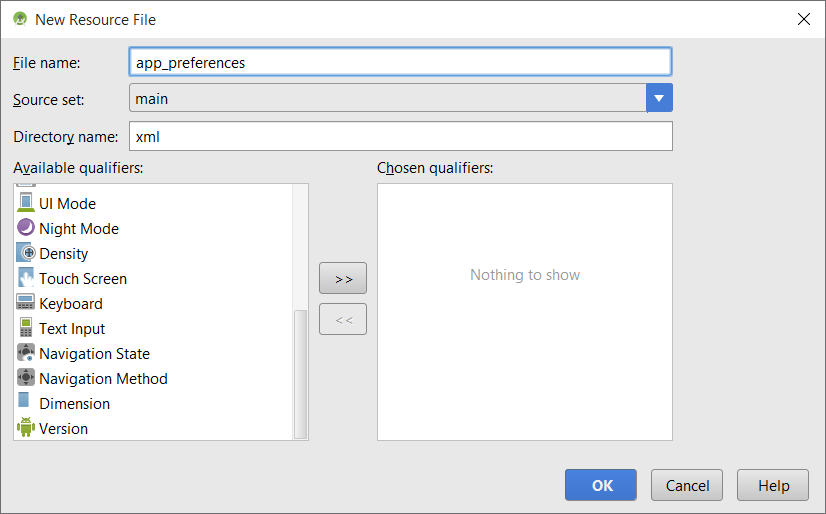 New Resource File
File name: app_preferences
Source set: main
Directory name: xml
Available qualifiers: Chosen qualifiers:
UI Mode
Night Mode
Density
Touch Screen
Keyboard
Text Input
Navigation State
Navigation Method
Dimension
Version
>>
<<
Nothing to show
OK Cancel Help